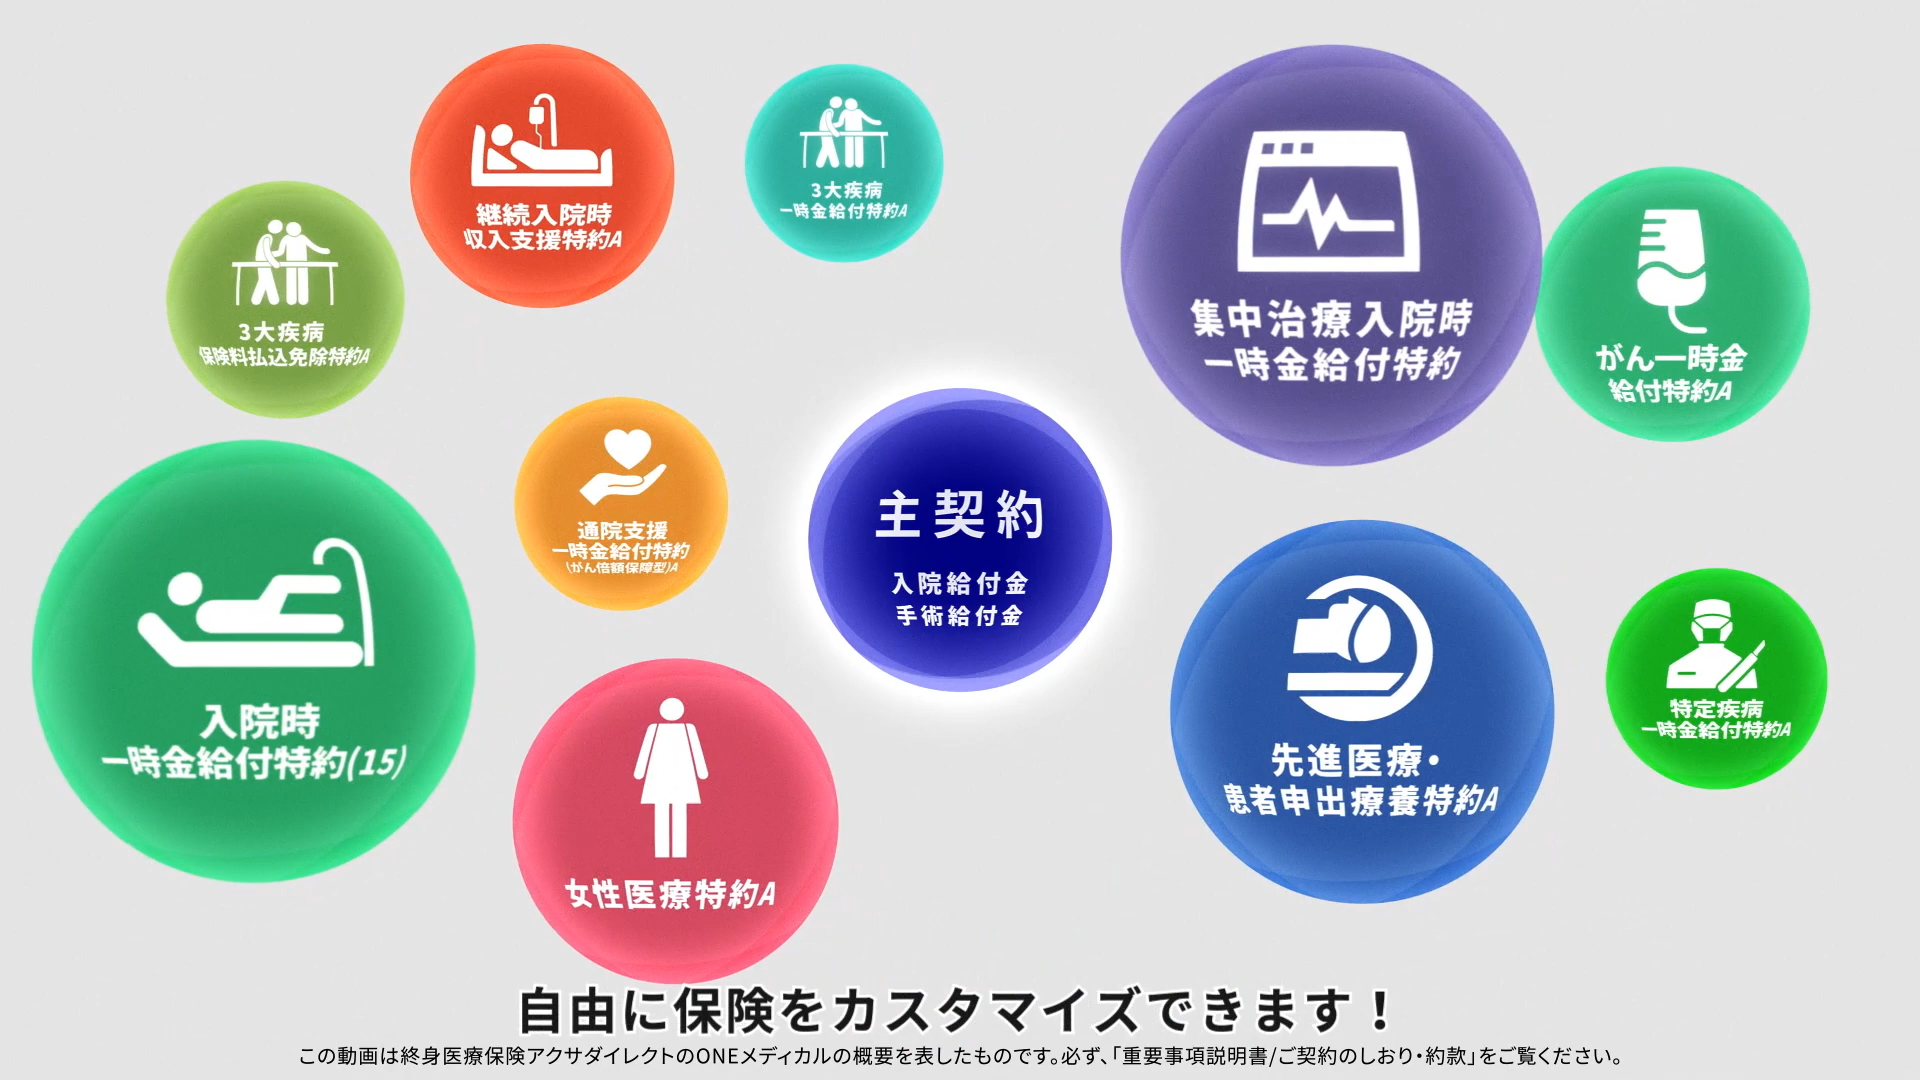 継続入院時
収入支援特約A
3大疾病
一時金給付特約A
3大疾病
保険料払込免除特約A
集中治療入院時
一時金給付特約
がん一時金
給付特約A
通院支援
一時金給付特約
(がん倍額保障型)A
主契約
入院給付金
手術給付金
入院時
一時金給付特約(15)
女性医療特約A
先進医療・
患者申出療養特約A
特定疾病
一時金給付特約A
自由に保険をカスタマイズできます！
この動画は終身医療保険アクサダイレクトのONEメディカルの概要を表したものです。必ず、「重要事項説明書/ご契約のしおり・約款」をご覧ください。